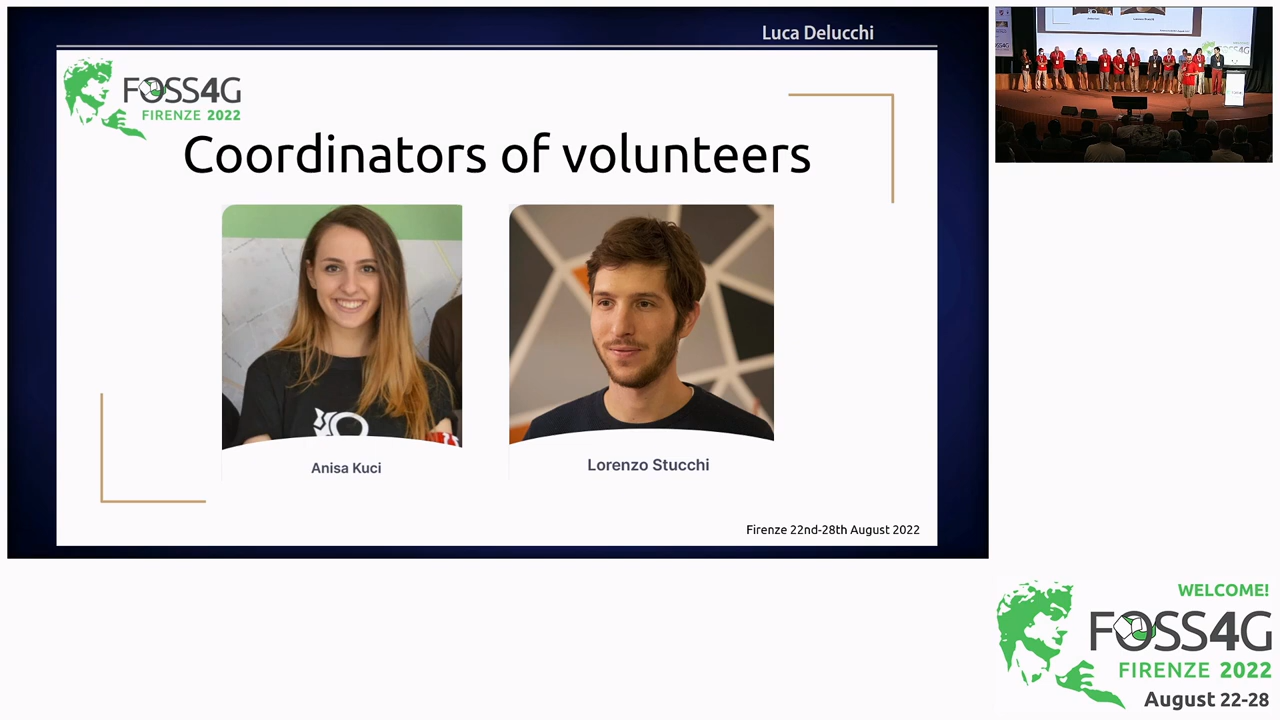 Luca Delucchi
FOSS4G
FIRENZE 2022
Coordinators of volunteers
Anisa Kuci
Lorenzo Stucchi
Firenze 22nd-28th August 2022
WELCOME!
FOSS4G
FIRENZE 2022
August 22-28